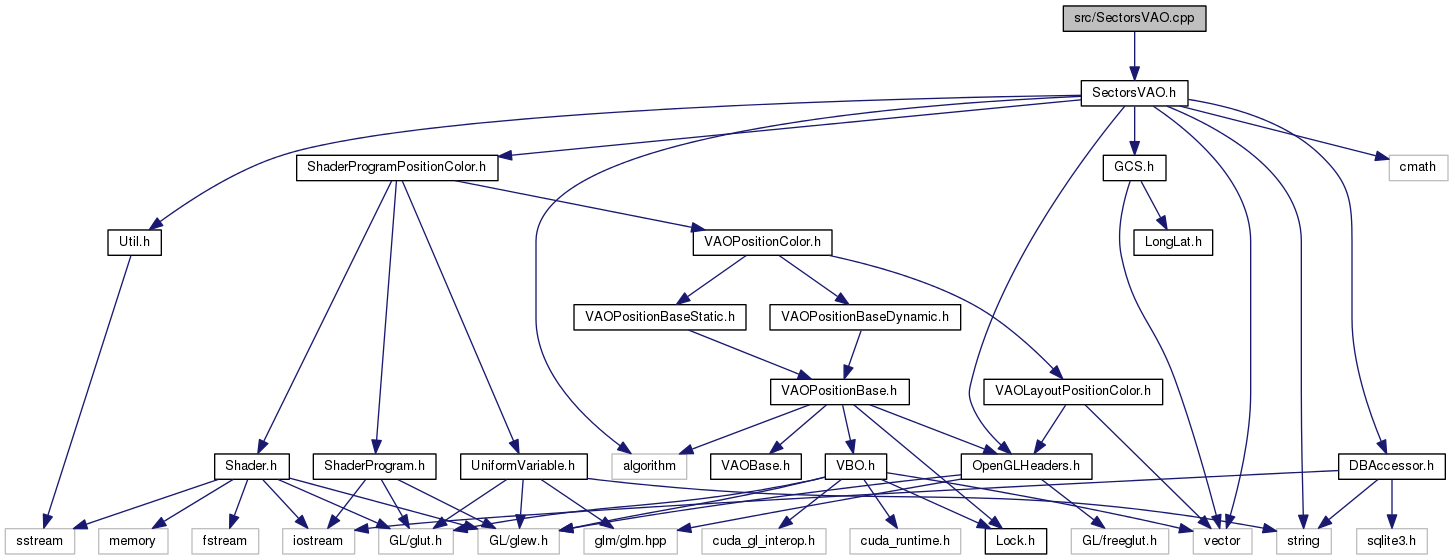 src/SectorsVAO.cpp
SectorsVAO.h
ShaderProgramPositionColor.h
GCS.h
cmath
Util.h
VAOPositionColor.h
LongLat.h
VAOPositionBaseStatic.h
VAOPositionBaseDynamic.h
VAOPositionBase.h
VAOLayoutPositionColor.h
Shader.h
ShaderProgram.h
UniformVariable.h
algorithm
VAOBase.h
VBO.h
OpenGLHeaders.h
DBAccessor.h
sstream
memory
fstream
iostream
GL/glut.h
GL/glew.h
glm/glm.hpp
cuda_gl_interop.h
cuda_runtime.h
Lock.h
GL/freeglut.h
vector
string
sqlite3.h